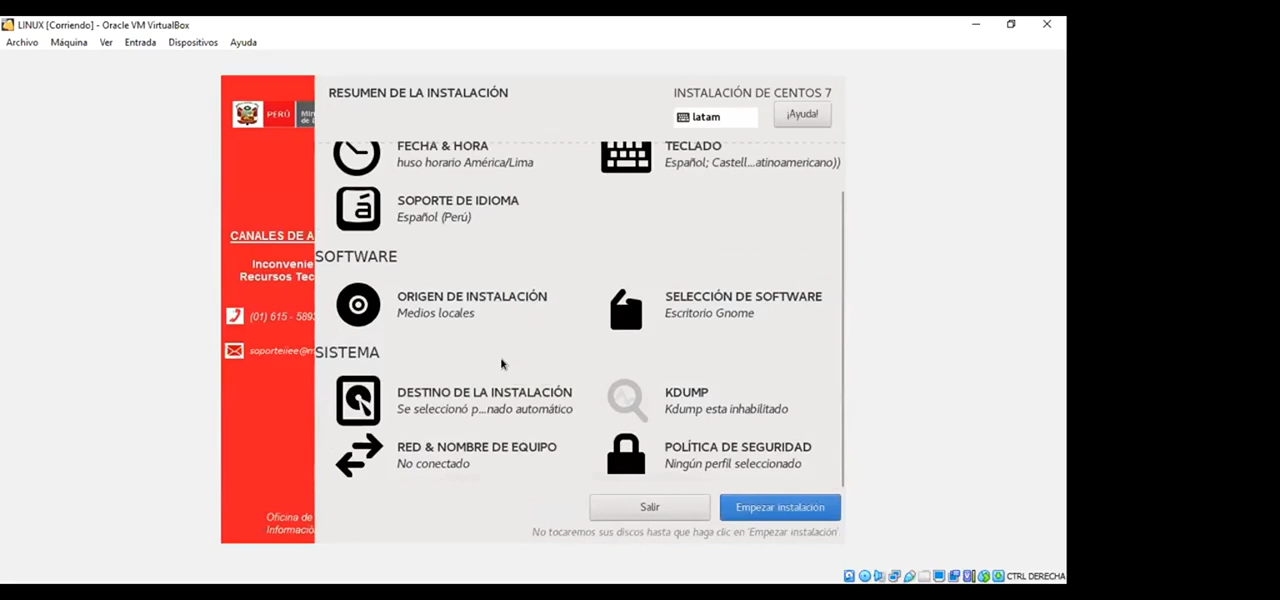 LINUX [Corriendo] - Oracle VM VirtualBox
Archivo Máquina Ver Entrada Dispositivos Ayuda
RESUMEN DE LA INSTALACIÓN
INSTALACIÓN DE CENTOS 7
PERÚ
latam
¡Ayuda!
FECHA & HORA
huso horario América/Lima
TECLADO
Español; Castell...atinoamericano))
SOPORTE DE IDIOMA
Español (Perú)
CANALES DE A
SOFTWARE
Inconvenie
Recursos Tec
ORIGEN DE INSTALACIÓN
Medios locales
SELECCIÓN DE SOFTWARE
Escritorio Gnome
(01) 615 - 589
SISTEMA
soporteiiee@m
DESTINO DE LA INSTALACIÓN
Se seleccionó p...nado automático
KDUMP
Kdump esta inhabilitado
RED & NOMBRE DE EQUIPO
No conectado
POLÍTICA DE SEGURIDAD
Ningún perfil seleccionado
Salir
Empezar instalación
Oficina de
Informació
No tocaremos sus discos hasta que haga clic en 'Empezar instalación'.
CTRL DERECHA